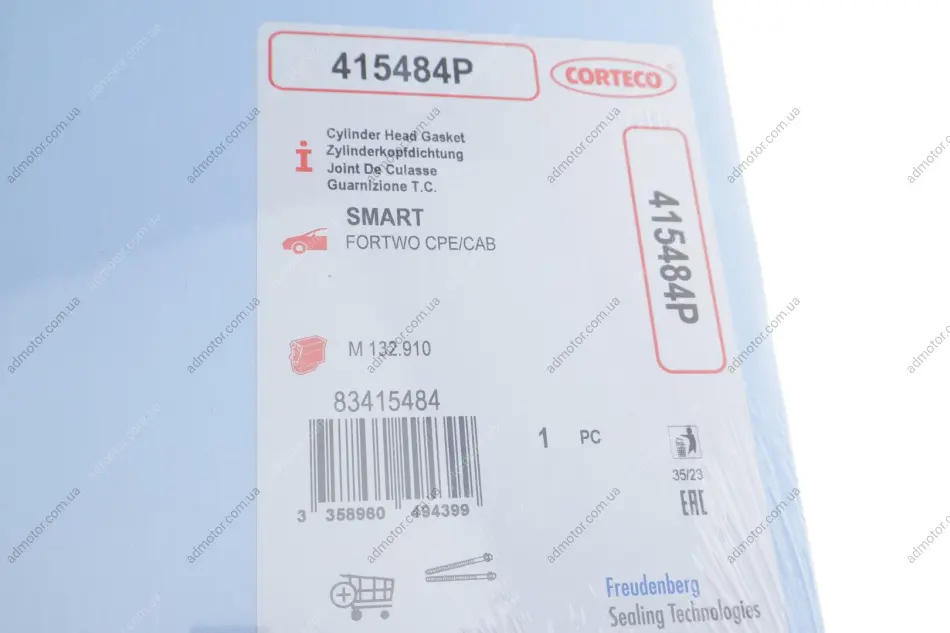 415484P
CORTECO
Cylinder Head Gasket
Zylinderkopfdichtung
Joint De Culasse
Guarnizione T.C.
415484P
SMART
FORTWO CPE/CAB
M 132.910
83415484
1 PC
3 358960 494399
35/23
EAC
Freudenberg
Sealing Technologies
admotor.com.ua